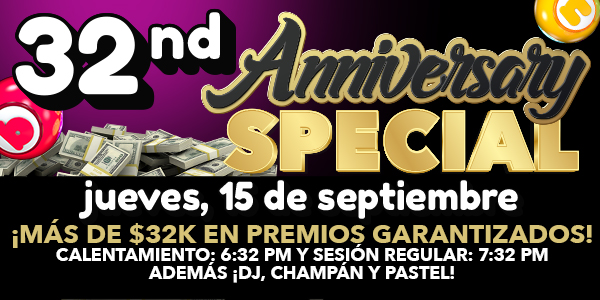 32nd Anniversary
SPECIAL
jueves, 15 de septiembre
¡MÁS DE $32K EN PREMIOS GARANTIZADOS!
CALENTAMIENTO: 6:32 PM Y SESIÓN REGULAR: 7:32 PM
ADEMÁS ¡DJ, CHAMPÁN Y PASTEL!